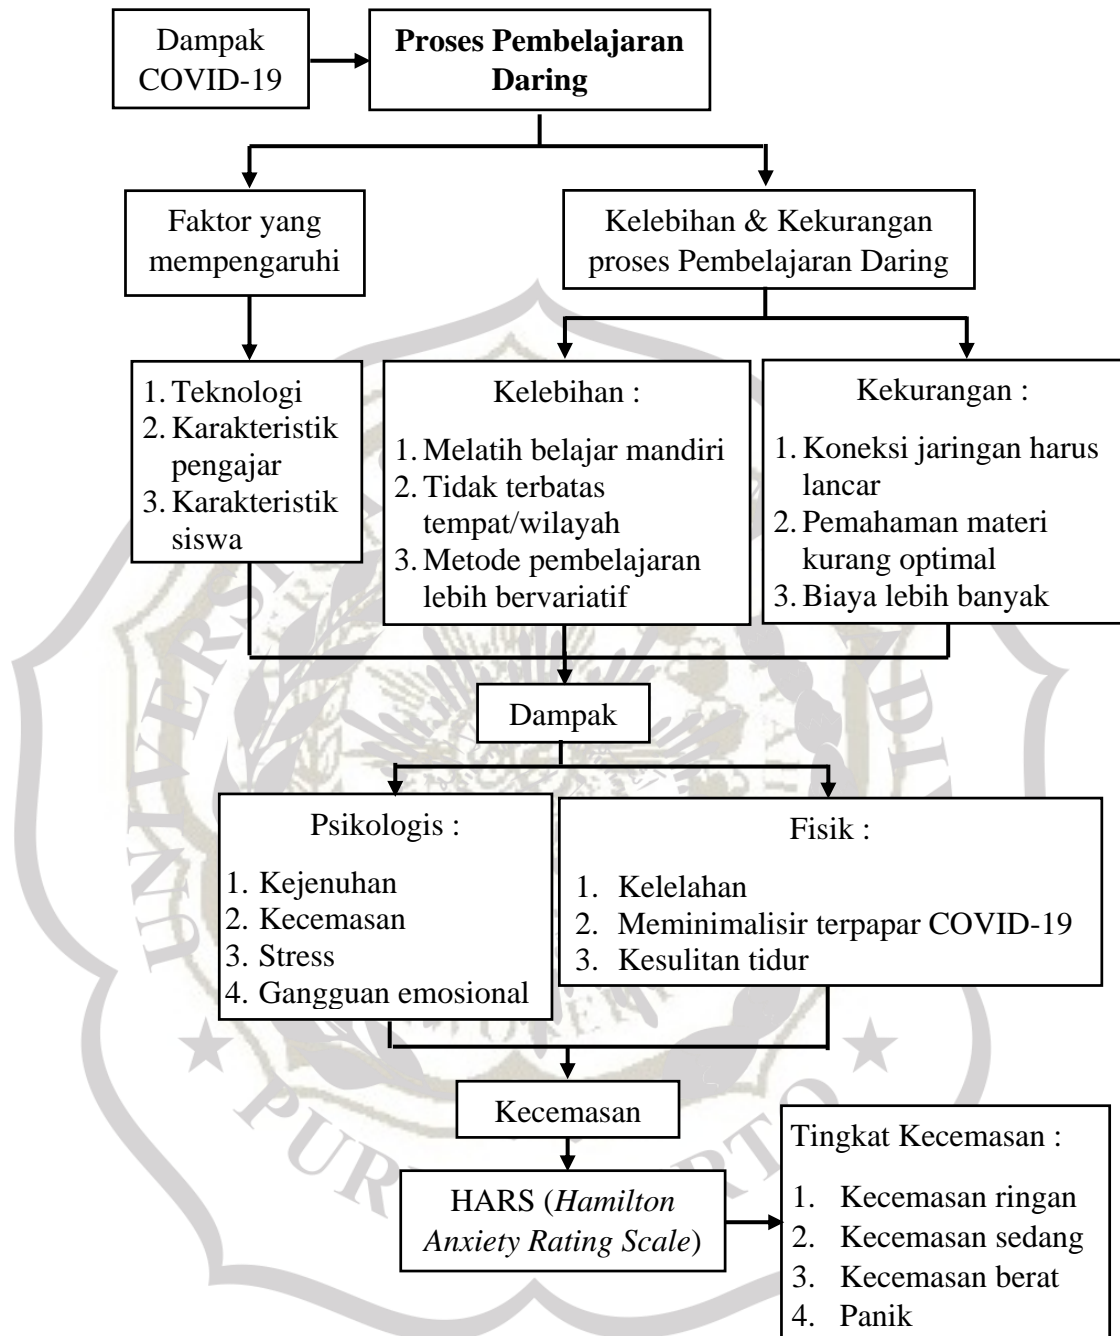 Dampak
COVID-19
Proses Pembelajaran
Daring
Faktor yang
mempengaruhi
Kelebihan & Kekurangan
proses Pembelajaran Daring
1. Teknologi
2. Karakteristik
pengajar
3. Karakteristik
siswa
Kelebihan :
1. Melatih belajar mandiri
2. Tidak terbatas
tempat/wilayah
3. Metode pembelajaran
lebih bervariatif
Kekurangan :
1. Koneksi jaringan harus
lancar
2. Pemahaman materi
kurang optimal
3. Biaya lebih banyak
Dampak
Psikologis :
1. Kejenuhan
2. Kecemasan
3. Stress
4. Gangguan emosional
Fisik :
1. Kelelahan
2. Meminimalisir terpapar COVID-19
3. Kesulitan tidur
Kecemasan
HARS (Hamilton
Anxiety Rating Scale)
Tingkat Kecemasan :
1. Kecemasan ringan
2. Kecemasan sedang
3. Kecemasan berat
4. Panik